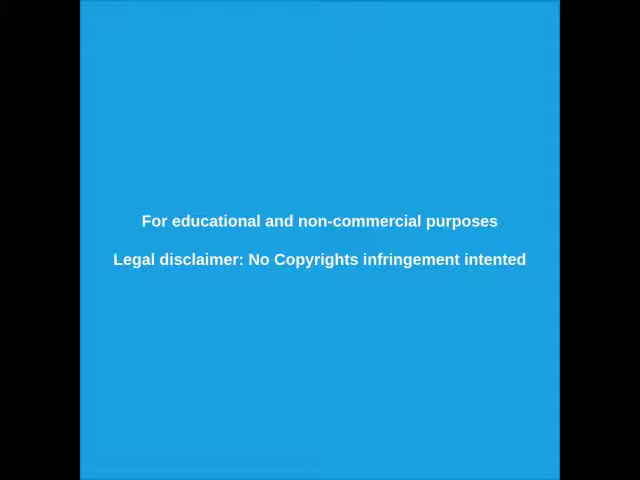 For educational and non-commercial purposes
Legal disclaimer: No Copyrights infringement intented